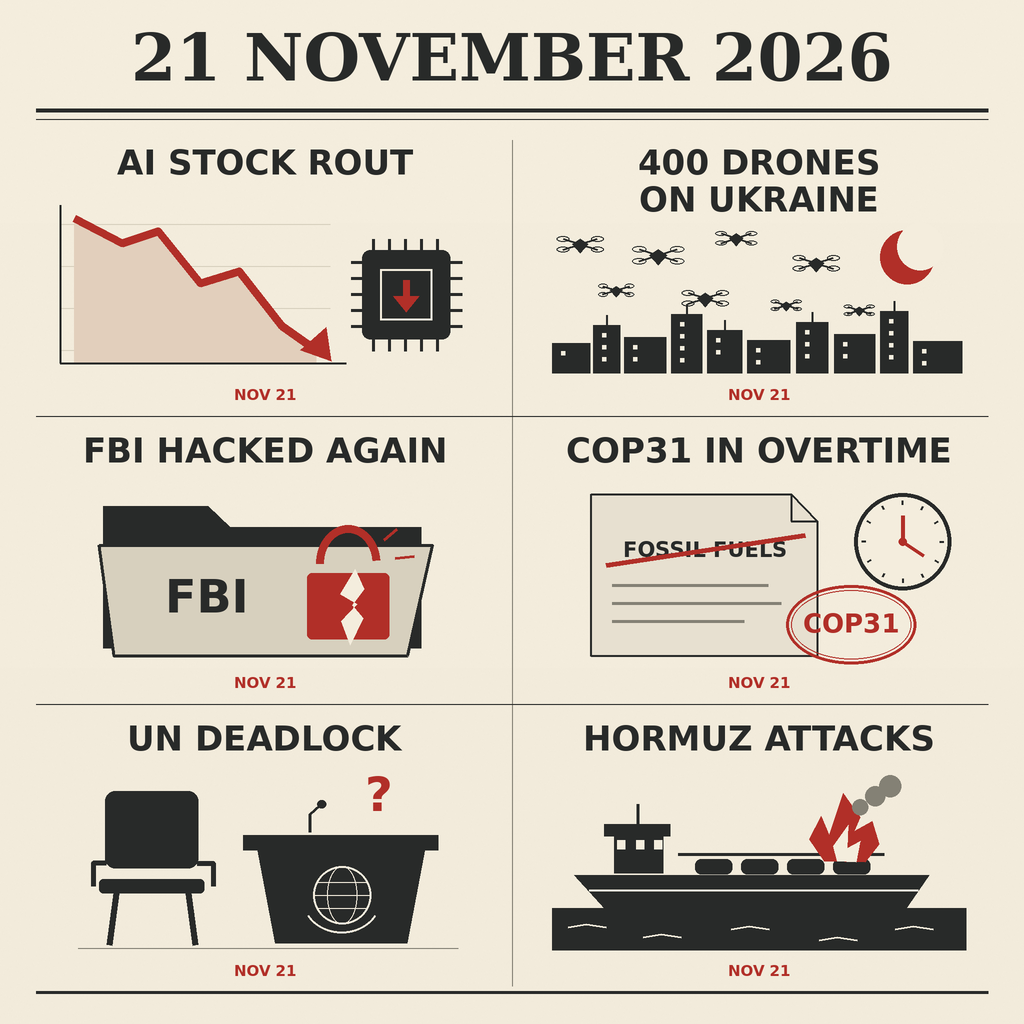 21 NOVEMBER 2026
AI STOCK ROUT
NOV 21
400 DRONES
ON UKRAINE
NOV 21
FBI HACKED AGAIN
FBI
NOV 21
COP31 IN OVERTIME
FOSSIL FUELS
COP31
NOV 21
UN DEADLOCK
?
NOV 21
HORMUZ ATTACKS
NOV 21